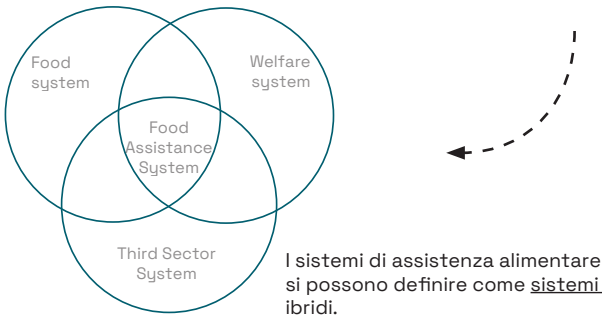 Food
system
Welfare
system
Food
Assistance
System
Third Sector
System
I sistemi di assistenza alimentare
si possono definire come sistemi
ibridi.